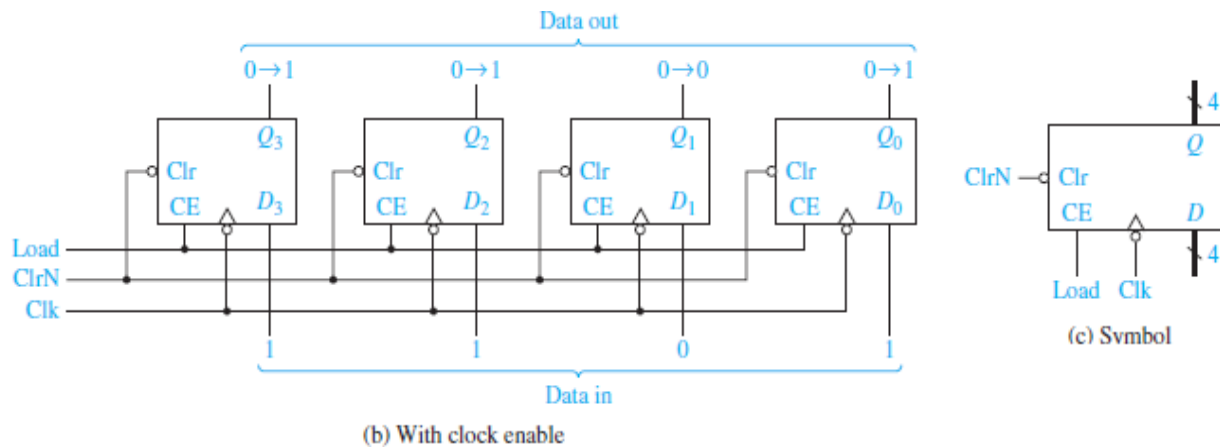 Data out
0→1 0→1 0→0 0→1
Q3 Q2 Q1 Q0
Clr Clr Clr Clr
CE D3 CE D2 CE D1 CE D0
Load
ClrN
Clk
1 1 0 1
Data in
(b) With clock enable
4
Q
ClrN Clr
CE D
4
Load Clk
(c) Symbol